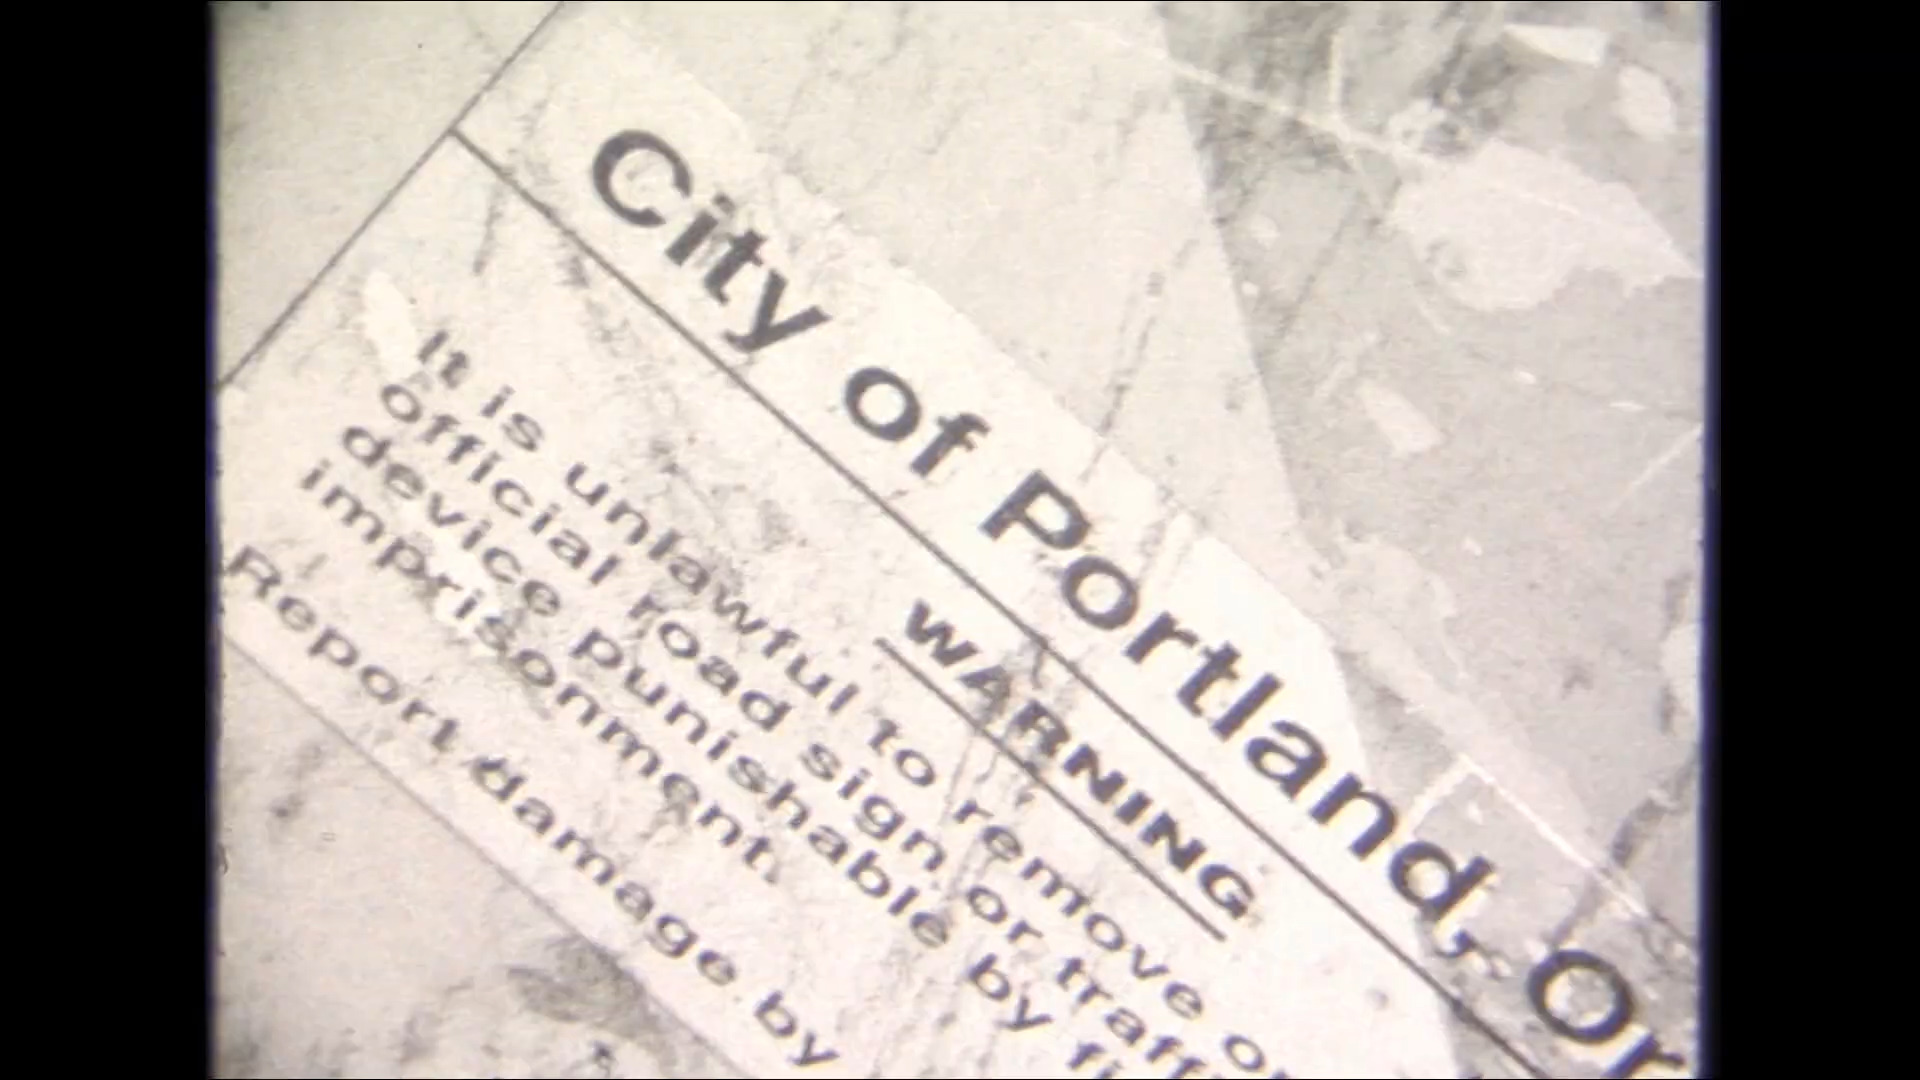 City of Portland, Or
WARNING
It is unlawful to remove o
official road sign or traff
device punishable by fi
imprisonment.
Report damage by